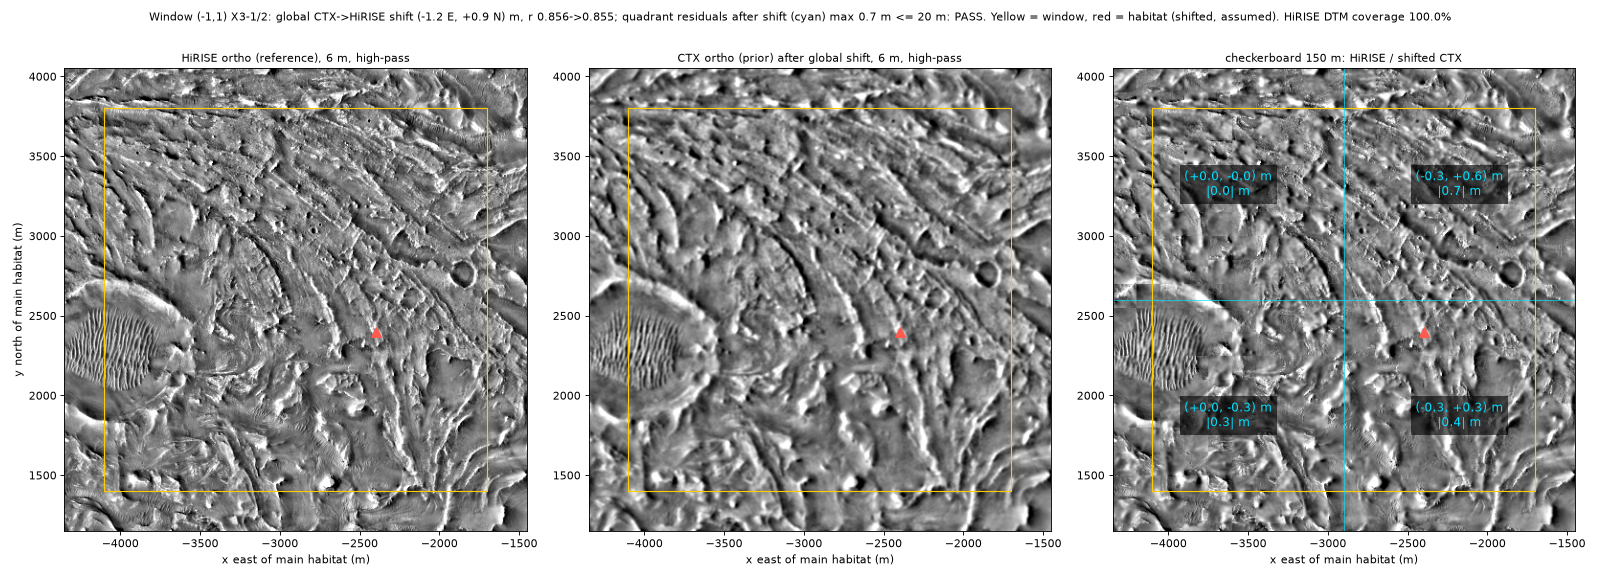 Window (-1,1) X3-1/2: global CTX->HiRISE shift (-1.2 E, +0.9 N) m, r 0.856->0.855; quadrant residuals after shift (cyan) max 0.7 m <= 20 m: PASS. Yellow = window, red = habitat (shifted, assumed). HiRISE DTM coverage 100.0%
HiRISE ortho (reference), 6 m, high-pass
CTX ortho (prior) after global shift, 6 m, high-pass
checkerboard 150 m: HiRISE / shifted CTX
y north of main habitat (m)
4000
3500
3000
2500
2000
1500
−4000 −3500 −3000 −2500 −2000 −1500
x east of main habitat (m)
4000
3500
3000
2500
2000
1500
−4000 −3500 −3000 −2500 −2000 −1500
x east of main habitat (m)
4000
3500
3000
2500
2000
1500
(+0.0, -0.0) m
|0.0| m
(-0.3, +0.6) m
|0.7| m
(+0.0, -0.3) m
|0.3| m
(-0.3, +0.3) m
|0.4| m
−4000 −3500 −3000 −2500 −2000 −1500
x east of main habitat (m)